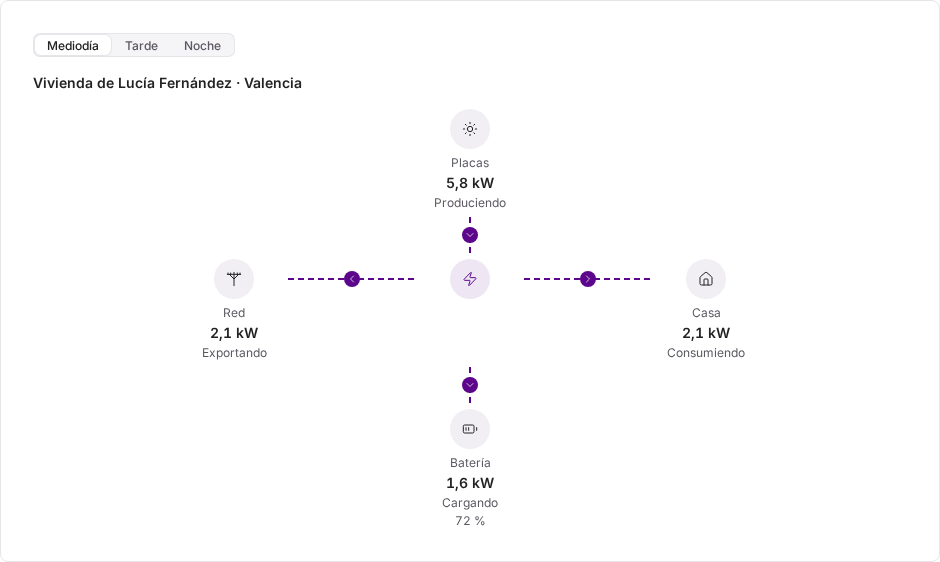 Mediodía Tarde Noche
Vivienda de Lucía Fernández · Valencia
Placas
5,8 kW
Produciendo
Red
2,1 kW
Exportando
Casa
2,1 kW
Consumiendo
Batería
1,6 kW
Cargando
72 %